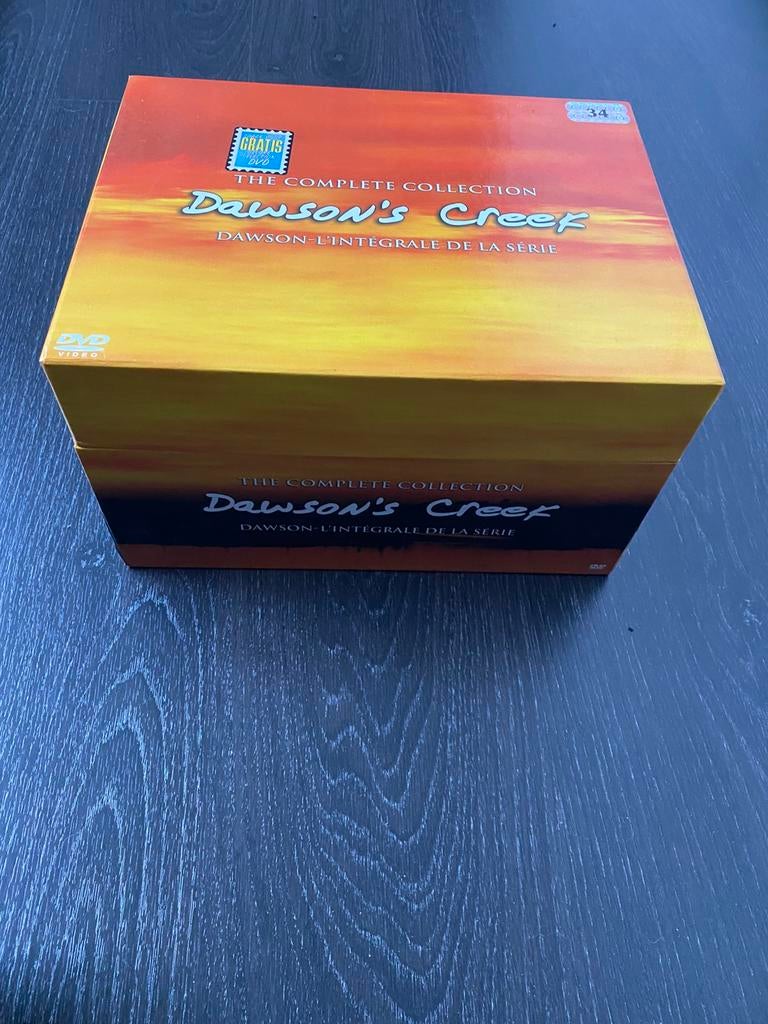 34
GRATIS
DVD
THE COMPLETE COLLECTION
Dawson's Creek
DAWSON-L'INTÉGRALE DE LA SÉRIE
DVD
VIDEO
THE COMPLETE COLLECTION
Dawson's Creek
DAWSON-L'INTÉGRALE DE LA SÉRIE
DVD